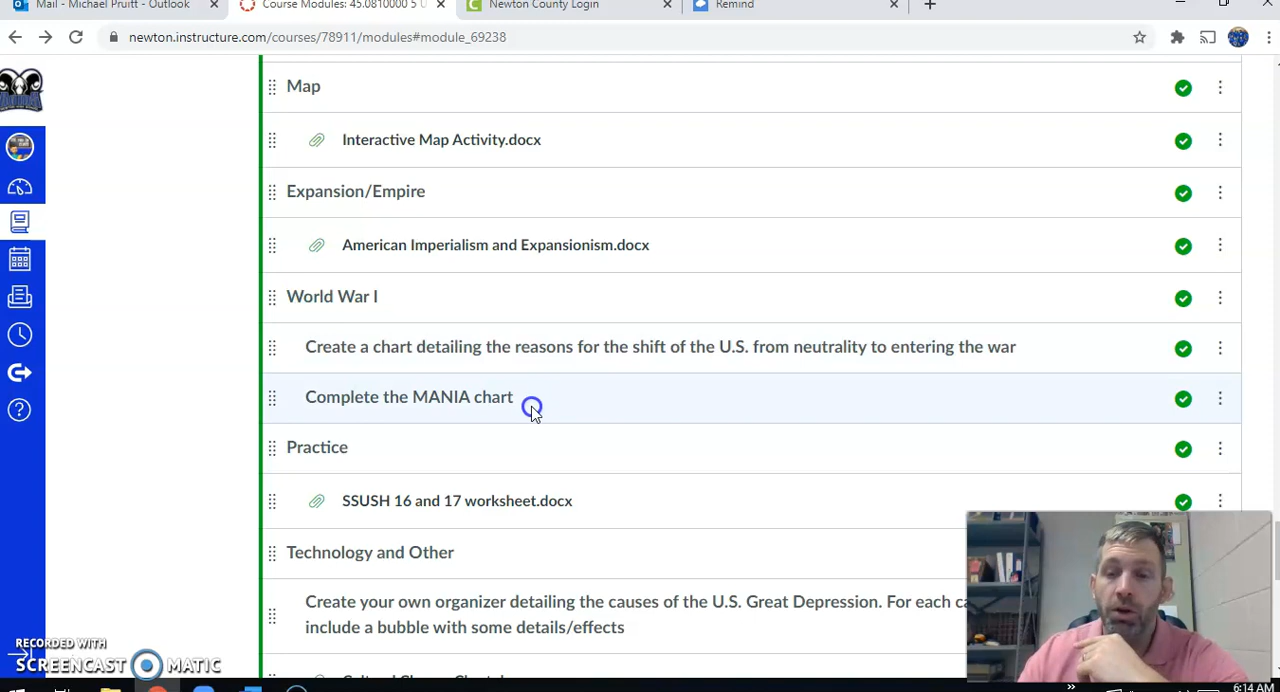 Mail - Michael Pruitt - Outlook
Course Modules: 45.0810000 5 U
Newton County Login
Remind
newton.instructure.com/courses/78911/modules#module_69238
Map
Interactive Map Activity.docx
Expansion/Empire
American Imperialism and Expansionism.docx
World War I
Create a chart detailing the reasons for the shift of the U.S. from neutrality to entering the war
Complete the MANIA chart
Practice
SSUSH 16 and 17 worksheet.docx
Technology and Other
Create your own organizer detailing the causes of the U.S. Great Depression. For each ca
include a bubble with some details/effects
RECORDED WITH
SCREENCAST MATIC
6:14 AM